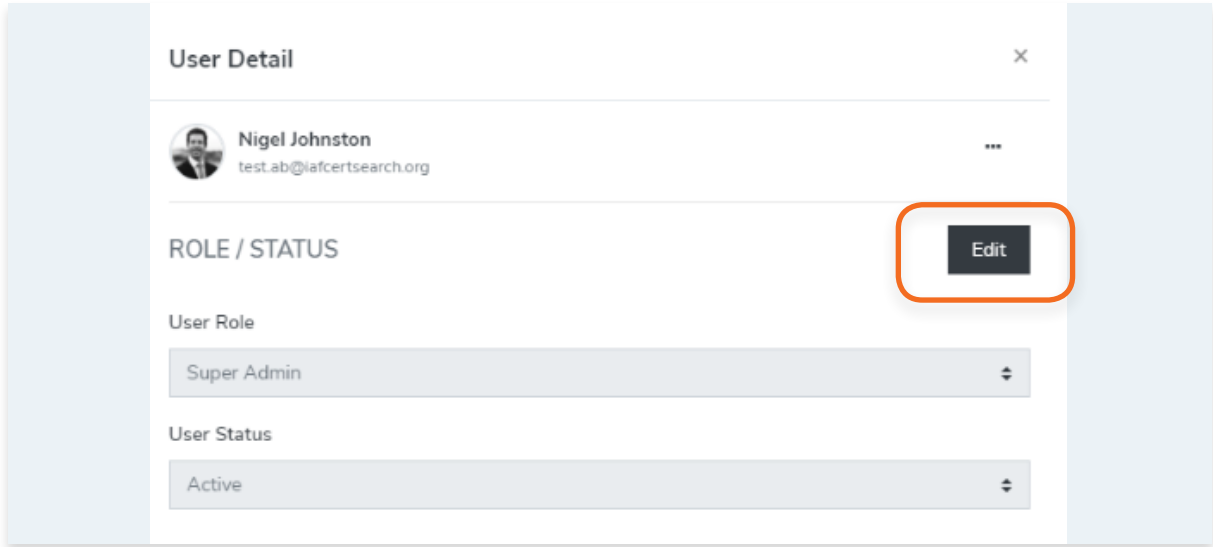 User Detail ×
Nigel Johnston
test.ab@iafcertsearch.org
ROLE / STATUS
Edit
User Role
Super Admin
User Status
Active